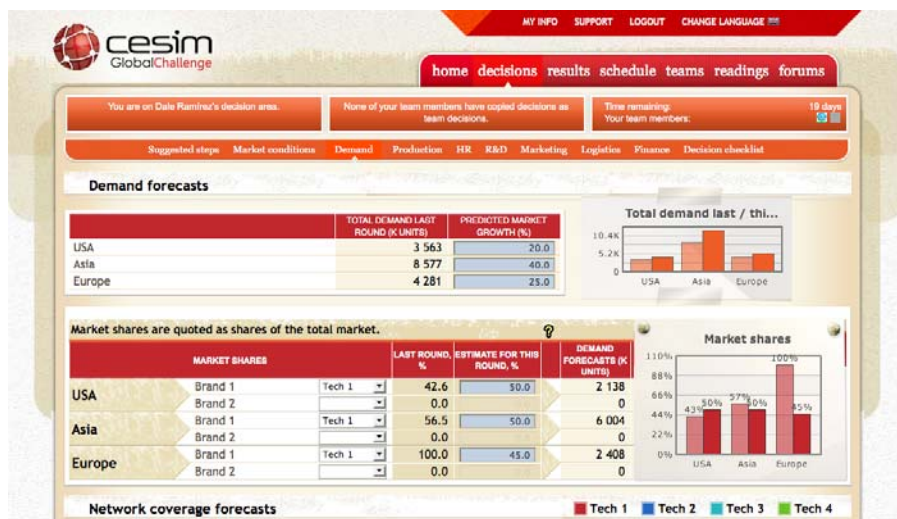 MY INFO SUPPORT LOGOUT CHANGE LANGUAGE
cesim
GlobalChallenge
home decisions results schedule teams readings forums
You are on Dale Ramirez's decision area.
None of your team members have copied decisions as team decisions.
Time remaining: 19 days
Your team members:
Suggested steps Market conditions Demand Production HR R&D Marketing Logistics Finance Decision checklist
Demand forecasts
TOTAL DEMAND LAST ROUND (K UNITS) PREDICTED MARKET GROWTH (%)
USA 3 563 20.0
Asia 8 577 40.0
Europe 4 281 25.0
Total demand last / thi...
10.4K
5.2K
0
USA Asia Europe
Market shares are quoted as shares of the total market. ?
MARKET SHARES LAST ROUND, % ESTIMATE FOR THIS ROUND, % DEMAND FORECASTS (K UNITS)
USA
Brand 1 Tech 1 42.6 50.0 2 138
Brand 2 0.0 0
Asia
Brand 1 Tech 1 56.5 50.0 6 004
Brand 2 0.0 0
Europe
Brand 1 Tech 1 100.0 45.0 2 408
Brand 2 0.0 0
Market shares
110%
88%
66%
44%
22%
0%
43% 50% 57% 50% 100% 45%
USA Asia Europe
Network coverage forecasts
Tech 1 Tech 2 Tech 3 Tech 4